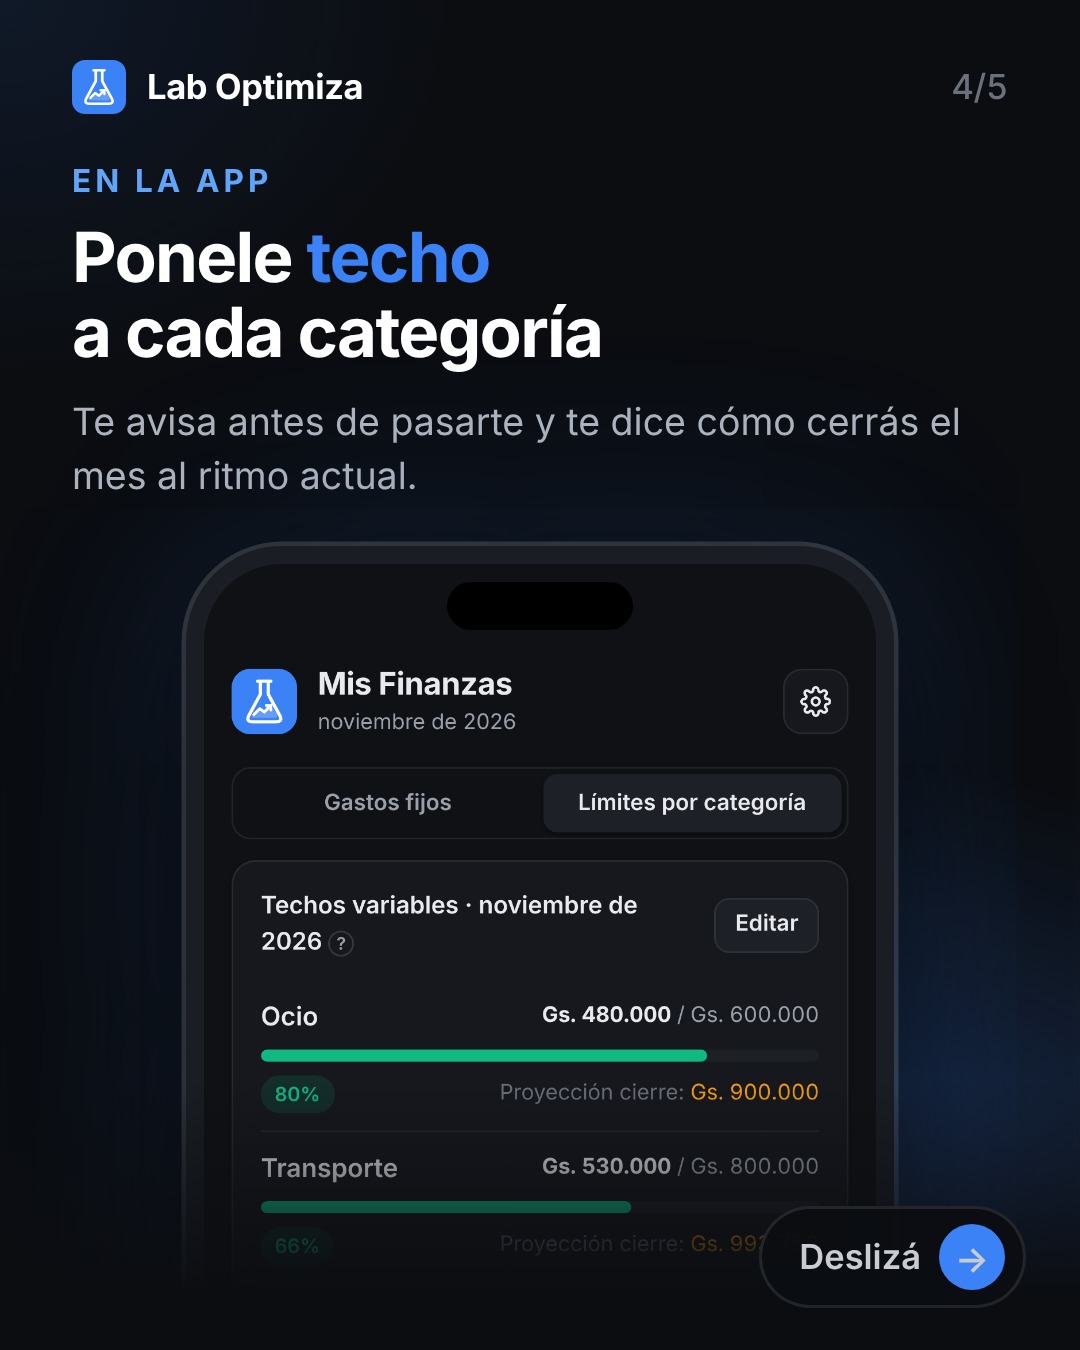 Lab Optimiza
4/5
EN LA APP
Ponele techo
a cada categoría
Te avisa antes de pasarte y te dice cómo cerrás el
mes al ritmo actual.
Mis Finanzas
noviembre de 2026
Gastos fijos
Límites por categoría
Techos variables · noviembre de
2026 ?
Editar
Ocio
Gs. 480.000 / Gs. 600.000
80%
Proyección cierre: Gs. 900.000
Transporte
Gs. 530.000 / Gs. 800.000
66%
Proyección cierre: Gs.
Deslizá